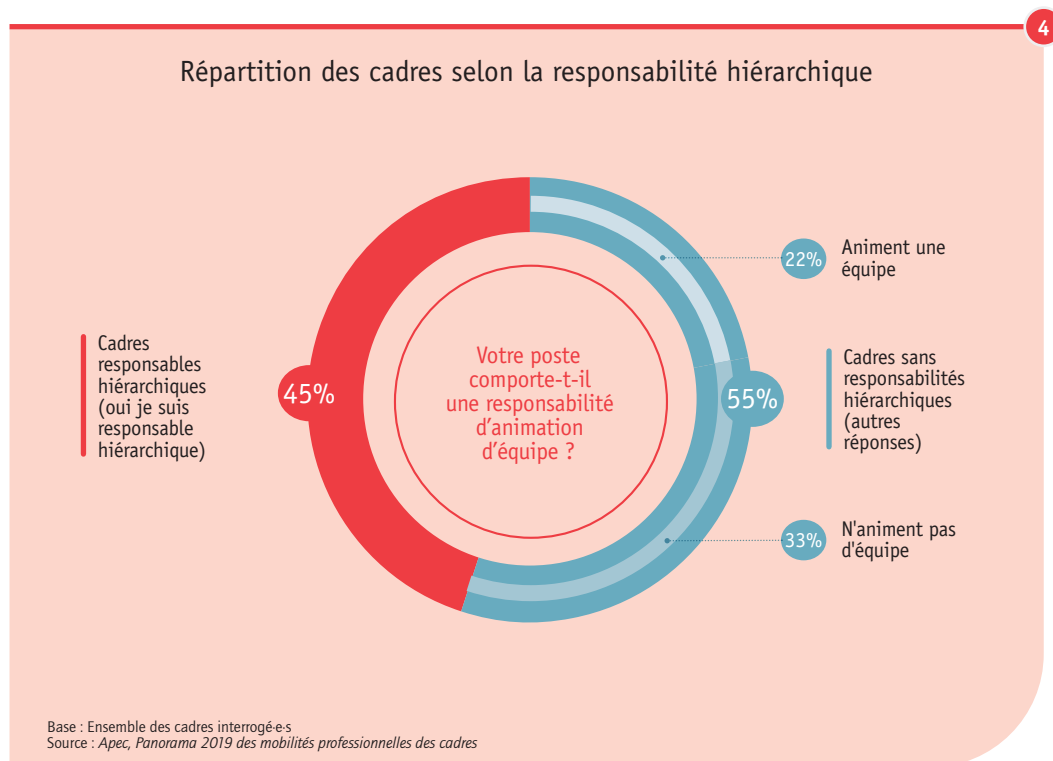 4
Répartition des cadres selon la responsabilité hiérarchique
22%
Animent une
équipe
Cadres
responsables
hiérarchiques
(oui je suis
responsable
hiérarchique)
45%
Votre poste
comporte-t-il
une responsabilité
d'animation
d'équipe ?
55%
Cadres sans
responsabilités
hiérarchiques
(autres
réponses)
33%
N'animent pas
d'équipe
Base : Ensemble des cadres interrogé·e·s
Source : Apec, Panorama 2019 des mobilités professionnelles des cadres